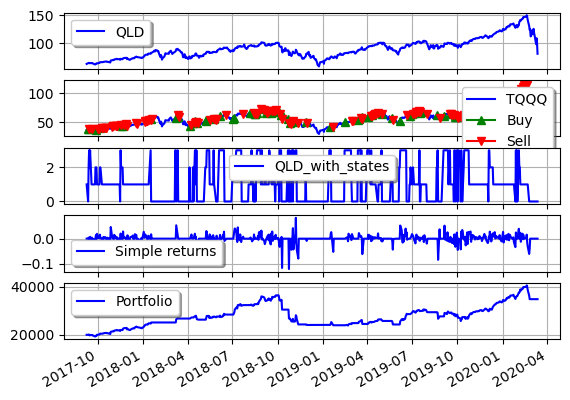 150
QLD
100
100
TQQQ
Buy
50
Sell
2
QLD_with_states
0
0.0
Simple returns
−0.1
40000
Portfolio
20000
2017-10 2018-01 2018-04 2018-07 2018-10 2019-01 2019-04 2019-07 2019-10 2020-01 2020-04